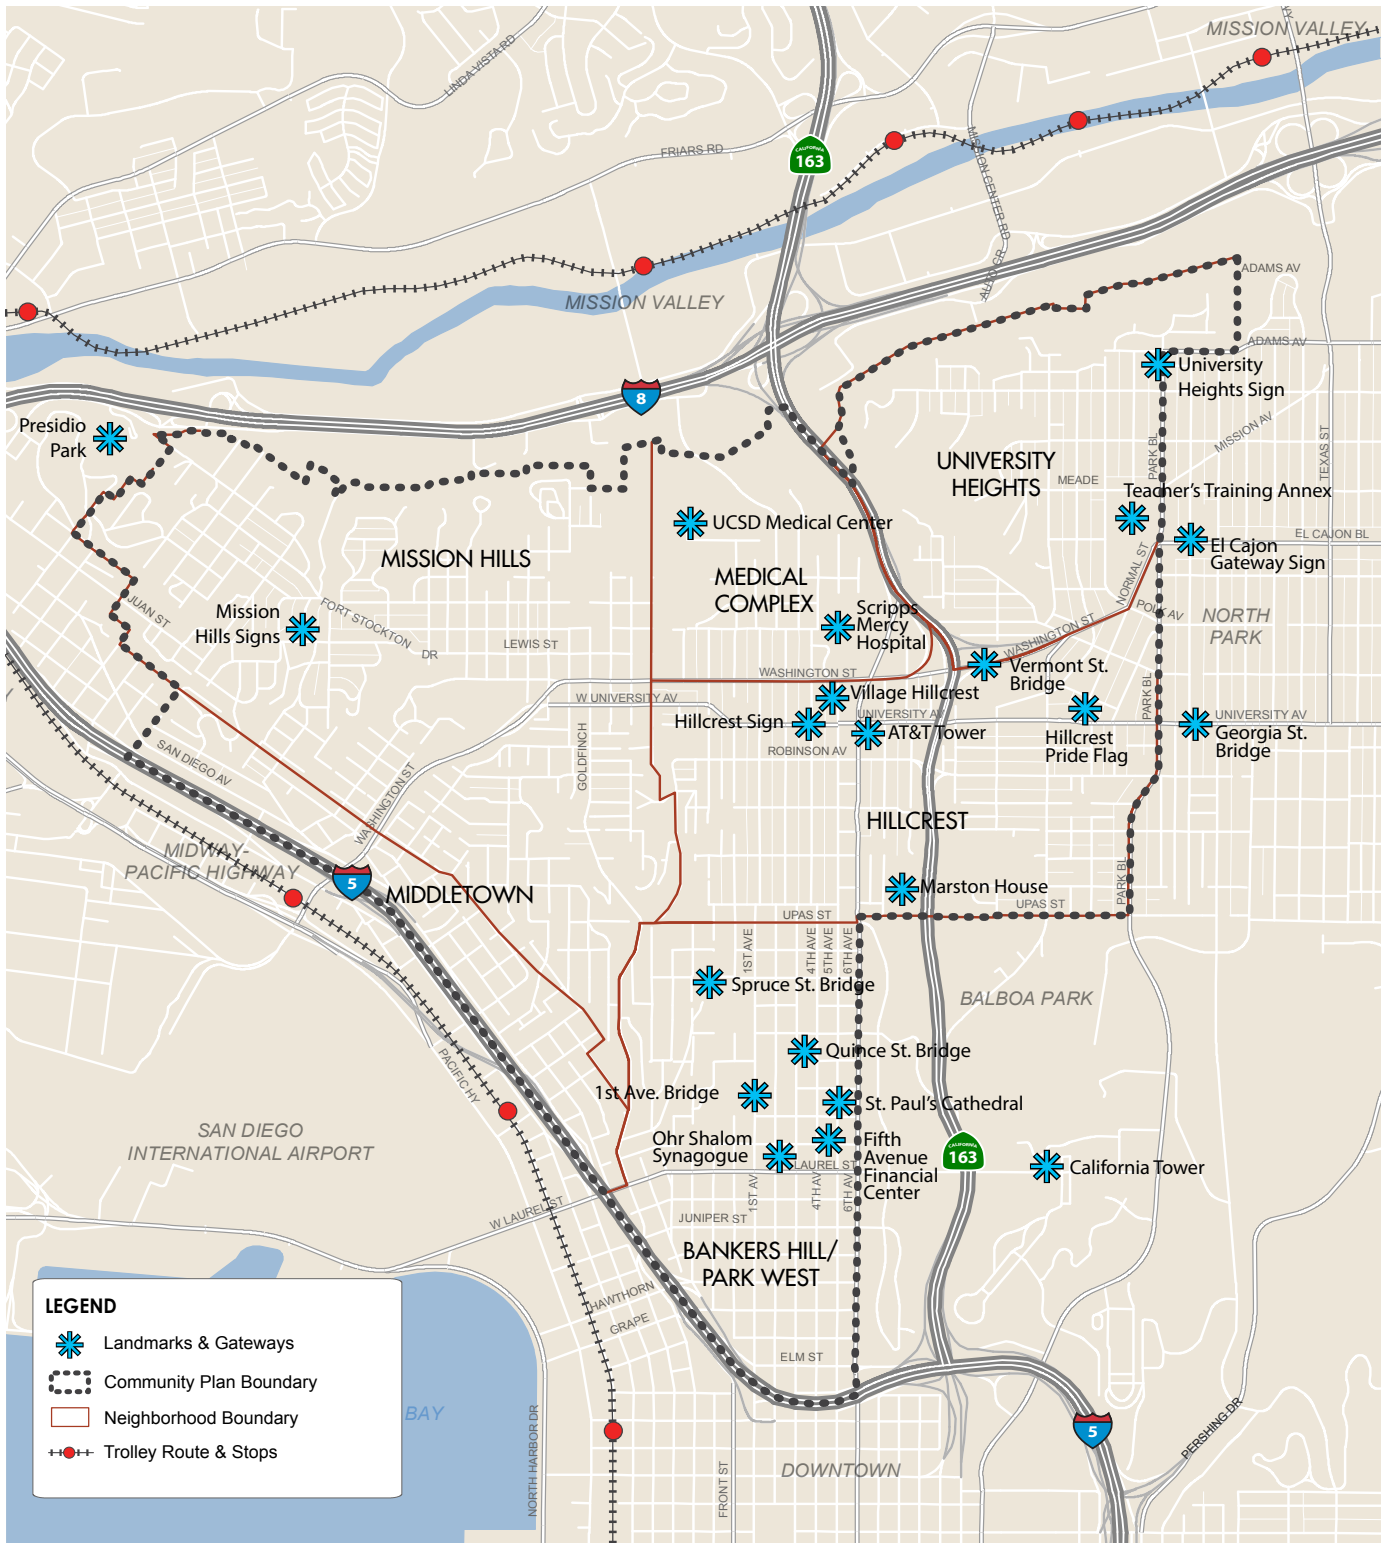 MISSION VALLEY
LINDA VISTA RD
FRIARS RD
CALIFORNIA
163
MISSION CENTER RD
AUTO CR
MISSION VALLEY
ADAMS AV
ADAMS AV
8
University
Heights Sign
Presidio
Park
MISSION AV
TEXAS ST
PARK BL
UNIVERSITY
HEIGHTS
MEADE
Teacher's Training Annex
UCSD Medical Center
EL CAJON BL
El Cajon
Gateway Sign
MISSION HILLS
MEDICAL
COMPLEX
NORMAL ST
POLK AV
NORTH
PARK
JUAN ST
Mission
Hills Signs
FORT STOCKTON
DR
LEWIS ST
Scripps
Mercy
Hospital
WASHINGTON ST
WASHINGTON ST
Vermont St.
Bridge
W UNIVERSITY AV
Village Hillcrest
Hillcrest Sign
UNIVERSITY AV
AT&T Tower
ROBINSON AV
Hillcrest
Pride Flag
PARK BL
UNIVERSITY AV
Georgia St.
Bridge
SAN DIEGO AV
GOLDFINCH
WASHINGTON ST
HILLCREST
MIDWAY-
PACIFIC HIGHWAY
5
MIDDLETOWN
Marston House
PARK BL
UPAS ST
UPAS ST
1ST AVE
4TH AVE
5TH AVE
6TH AVE
Spruce St. Bridge
BALBOA PARK
Quince St. Bridge
PACIFIC HY
1st Ave. Bridge
St. Paul's Cathedral
SAN DIEGO
INTERNATIONAL AIRPORT
Ohr Shalom
Synagogue
Fifth
Avenue
Financial
Center
LAUREL ST
CALIFORNIA
163
California Tower
1ST AV
4TH AV
6TH AV
W LAUREL ST
JUNIPER ST
BANKERS HILL/
PARK WEST
HAWTHORN
GRAPE
ELM ST
LEGEND
Landmarks & Gateways
Community Plan Boundary
Neighborhood Boundary
Trolley Route & Stops
BAY
NORTH HARBOR DR
FRONT ST
DOWNTOWN
5
PERSHING DR